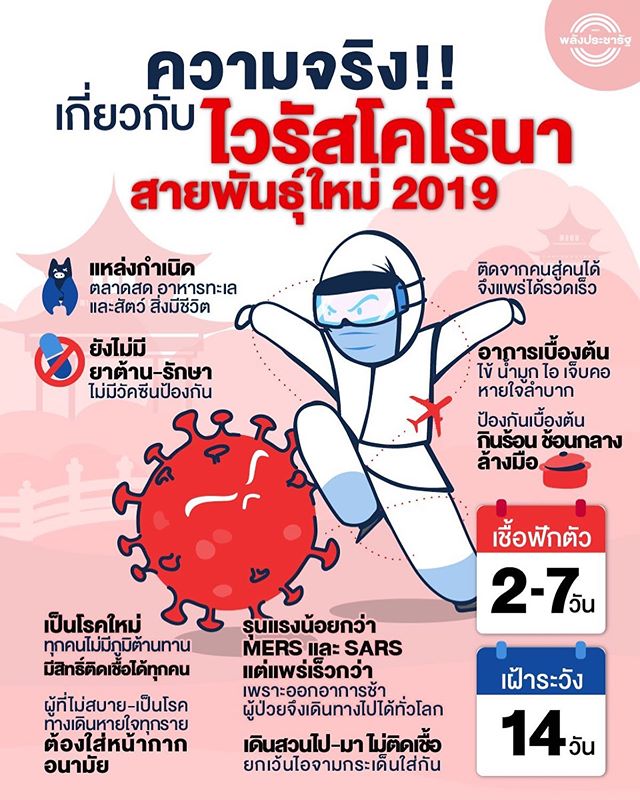 พลังประชารัฐ
ความจริง!!
เกี่ยวกับ ไวรัสโคโรนา
สายพันธุ์ใหม่ 2019
แหล่งกำเนิด
ตลาดสด อาหารทะเล
และสัตว์ สิ่งมีชีวิต
ยังไม่มี
ยาต้าน-รักษา
ไม่มีวัคซีนป้องกัน
ติดจากคนสู่คนได้
จึงแพร่ได้รวดเร็ว
อาการเบื้องต้น
ไข้ น้ำมูก ไอ เจ็บคอ
หายใจลำบาก
ป้องกันเบื้องต้น
กินร้อน ช้อนกลาง
ล้างมือ
เชื้อฟักตัว
2-7 วัน
เฝ้าระวัง
14 วัน
เป็นโรคใหม่
ทุกคนไม่มีภูมิต้านทาน
มีสิทธิ์ติดเชื้อได้ทุกคน
ผู้ที่ไม่สบาย-เป็นโรค
ทางเดินหายใจทุกราย
ต้องใส่หน้ากาก
อนามัย
รุนแรงน้อยกว่า
MERS และ SARS
แต่แพร่เร็วกว่า
เพราะออกอาการช้า
ผู้ป่วยจึงเดินทางไปได้ทั่วโลก
เดินสวนไป-มา ไม่ติดเชื้อ
ยกเว้นไอจามกระเด็นใส่กัน